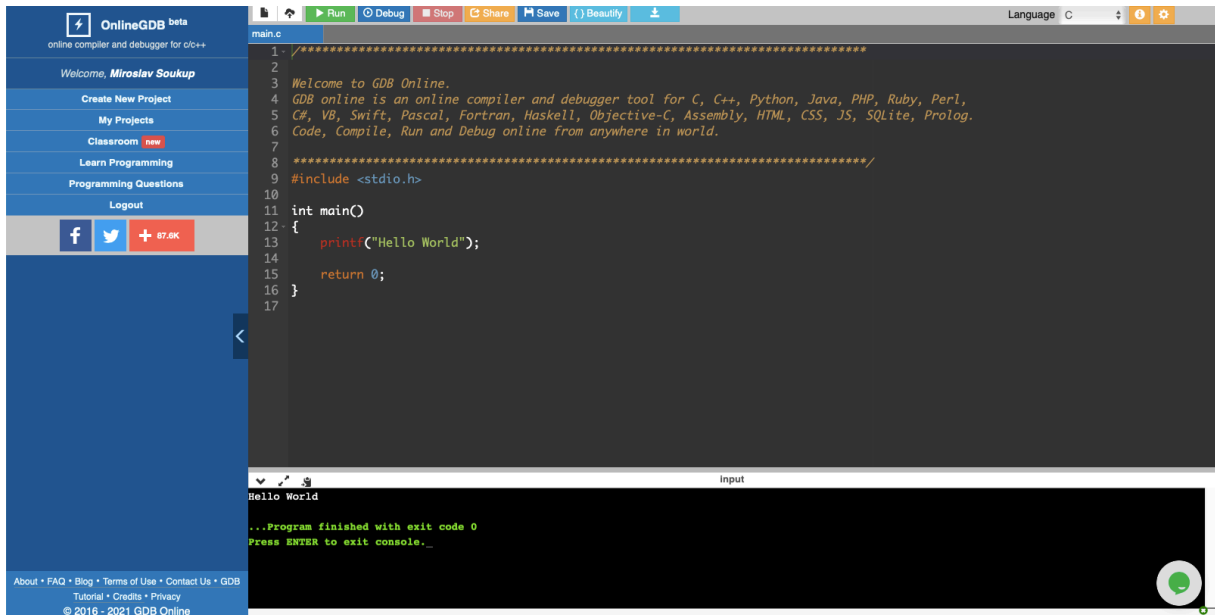 OnlineGDB beta
online compiler and debugger for c/c++
Welcome, Miroslav Soukup
Create New Project
My Projects
Classroom new
Learn Programming
Programming Questions
Logout
f + 87.6K
Run Debug Stop Share Save {} Beautify
Language C
main.c
1 /*******************************************************************************
2
3 Welcome to GDB Online.
4 GDB online is an online compiler and debugger tool for C, C++, Python, Java, PHP, Ruby, Perl,
5 C#, VB, Swift, Pascal, Fortran, Haskell, Objective-C, Assembly, HTML, CSS, JS, SQLite, Prolog.
6 Code, Compile, Run and Debug online from anywhere in world.
7
8 *******************************************************************************/
9 #include <stdio.h>
10
11 int main()
12 {
13     printf("Hello World");
14
15     return 0;
16 }
17
input
Hello World
...Program finished with exit code 0
Press ENTER to exit console._
About • FAQ • Blog • Terms of Use • Contact Us • GDB
Tutorial • Credits • Privacy
© 2016 - 2021 GDB Online